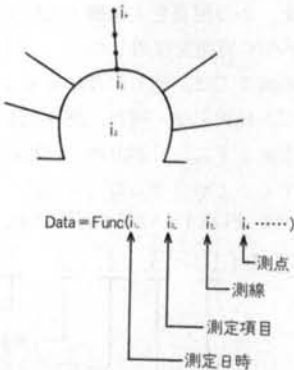 i₄
i₂
Data=Func(i₁, i₂, i₃ i₄ ……)
測点
測線
測定項目
測定日時